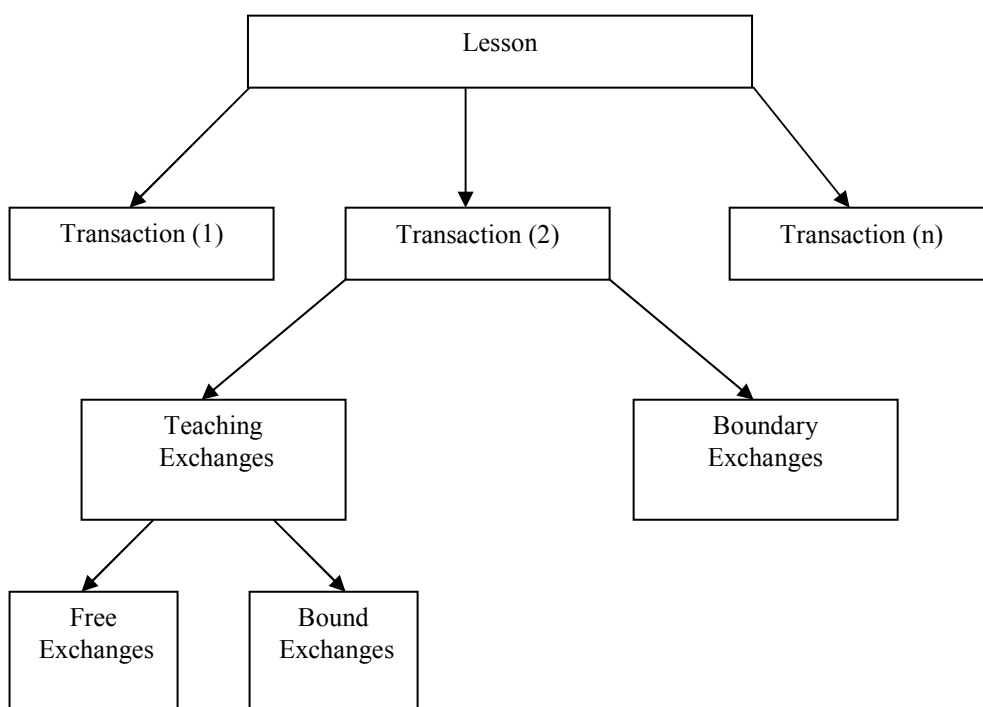 Lesson
Transaction (1)
Transaction (2)
Transaction (n)
Teaching
Exchanges
Boundary
Exchanges
Free
Exchanges
Bound
Exchanges